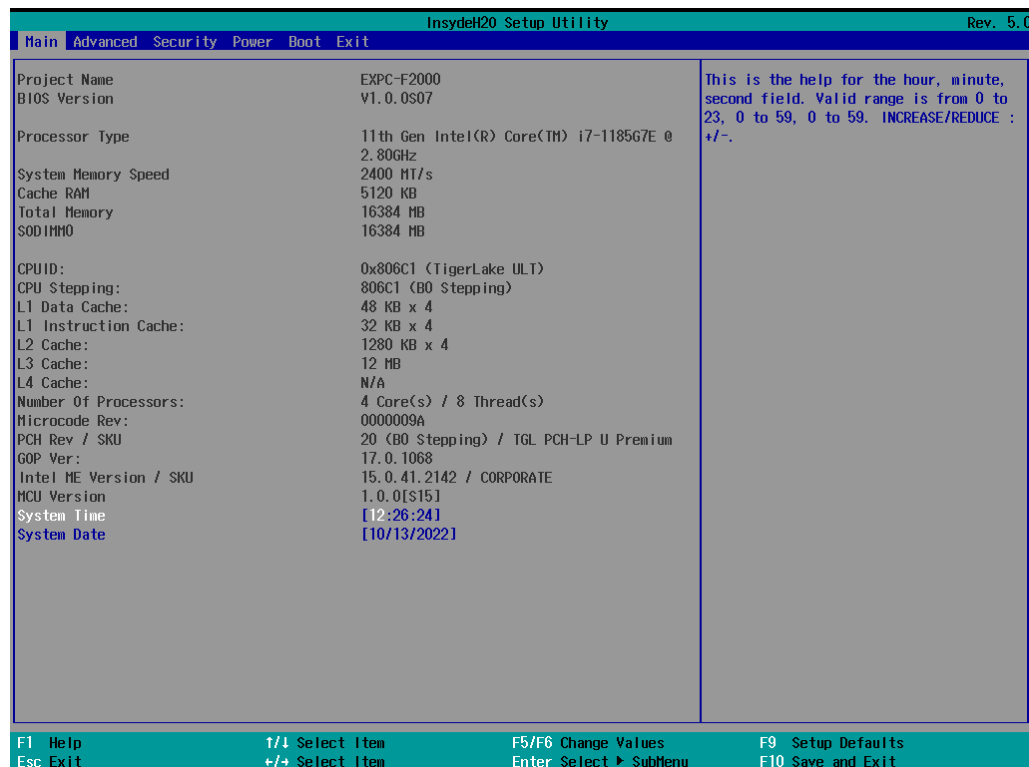 InsydeH20 Setup Utility Rev. 5.0
Main Advanced Security Power Boot Exit
Project Name EXPC-F2000
BIOS Version V1.0.0S07
Processor Type 11th Gen Intel(R) Core(TM) i7-1185G7E @
2.80GHz
System Memory Speed 2400 MT/s
Cache RAM 5120 KB
Total Memory 16384 MB
SODIMM0 16384 MB
CPUID: 0x806C1 (TigerLake ULT)
CPU Stepping: 806C1 (B0 Stepping)
L1 Data Cache: 48 KB x 4
L1 Instruction Cache: 32 KB x 4
L2 Cache: 1280 KB x 4
L3 Cache: 12 MB
L4 Cache: N/A
Number Of Processors: 4 Core(s) / 8 Thread(s)
Microcode Rev: 0000009A
PCH Rev / SKU 20 (B0 Stepping) / TGL PCH-LP U Premium
GOP Ver: 17.0.1068
Intel ME Version / SKU 15.0.41.2142 / CORPORATE
MCU Version 1.0.0[S15]
System Time [12:26:24]
System Date [10/13/2022]
This is the help for the hour, minute,
second field. Valid range is from 0 to
23, 0 to 59, 0 to 59. INCREASE/REDUCE :
+/-.
F1 Help ↑/↓ Select Item F5/F6 Change Values F9 Setup Defaults
Esc Exit ←/→ Select Item Enter Select ▶ SubMenu F10 Save and Exit